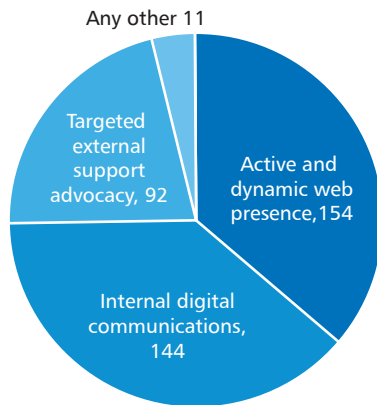 Any other 11
Targeted
external
support
advocacy, 92
Active and
dynamic web
presence,154
Internal digital
communications,
144